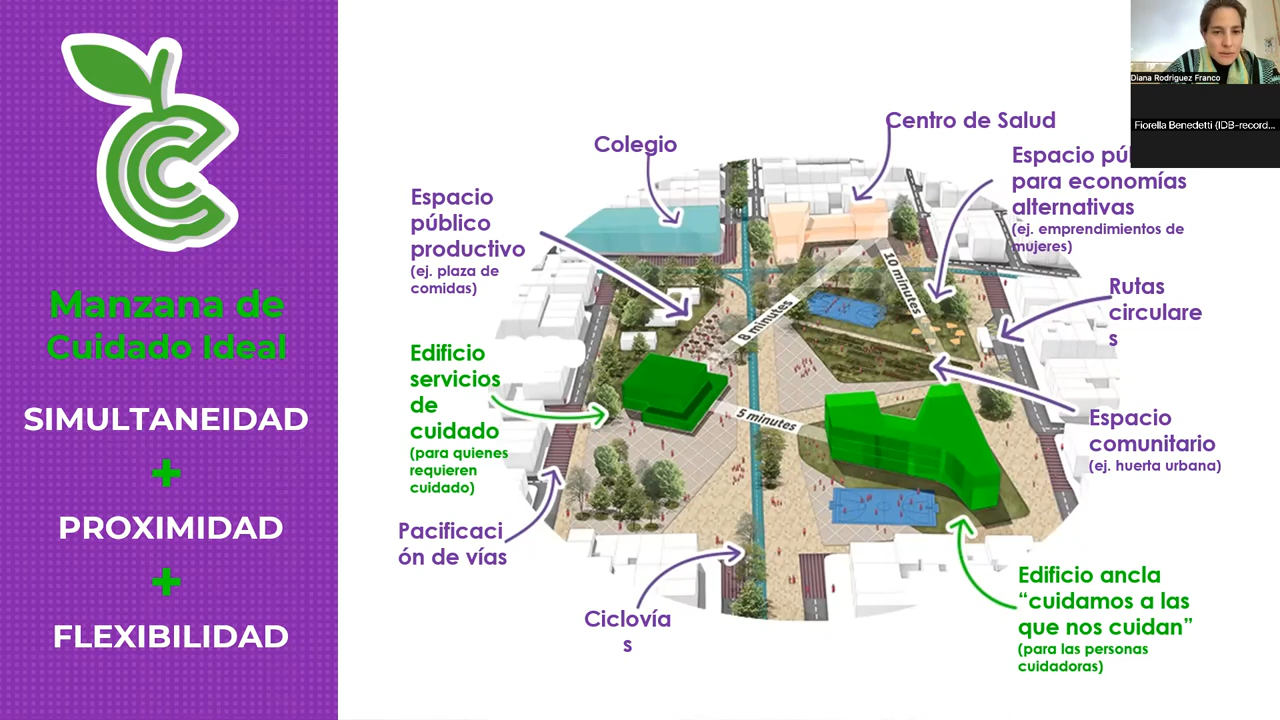 Manzana de
Cuidado Ideal
SIMULTANEIDAD
+
PROXIMIDAD
+
FLEXIBILIDAD
Colegio
Centro de Salud
Espacio
público
productivo
(ej. plaza de
comidas)
Espacio
para economías
alternativas
(ej. emprendimientos de
mujeres)
Rutas
circulare
s
Edificio
servicios
de
cuidado
(para quienes
requieren
cuidado)
Espacio
comunitario
(ej. huerta urbana)
Pacificaci
ón de vías
Ciclovía
s
Edificio ancla
“cuidamos a las
que nos cuidan”
(para las personas
cuidadoras)
8 minutes
10 minutes
5 minutes
Diana Rodríguez Franco
Fiorella Benedetti (IDB-record...